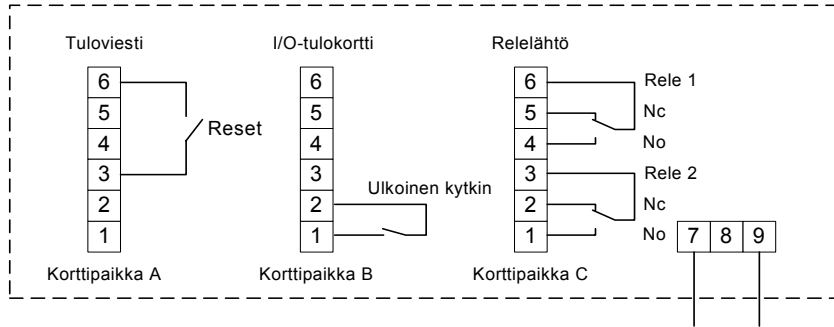 Tuloviesti
6
5
4
3
2
1
Reset
Korttipaikka A
I/O-tulokortti
6
5
4
3
2
1
Ulkoinen kytkin
Korttipaikka B
Relelähtö
6
5
4
3
2
1
Rele 1
Nc
No
Rele 2
Nc
No
Korttipaikka C
7 8 9